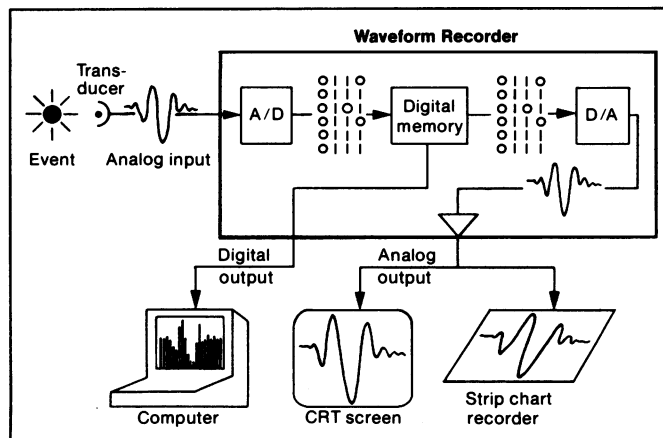 Waveform Recorder
Trans-
ducer
Event
Analog input
A/D
Digital
memory
D/A
Digital
output
Analog
output
Computer
CRT screen
Strip chart
recorder